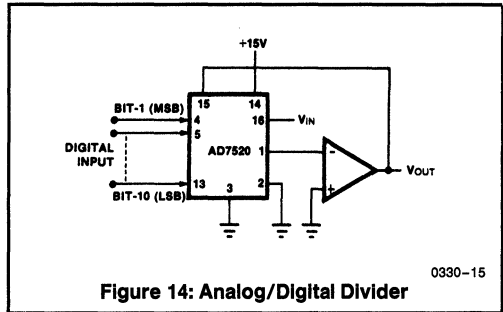 +15V
BIT-1 (MSB)
15 14
4 16 VIN
5
DIGITAL
INPUT
AD7520 1 - VOUT
13 3 2 +
BIT-10 (LSB)
0330-15
Figure 14: Analog/Digital Divider